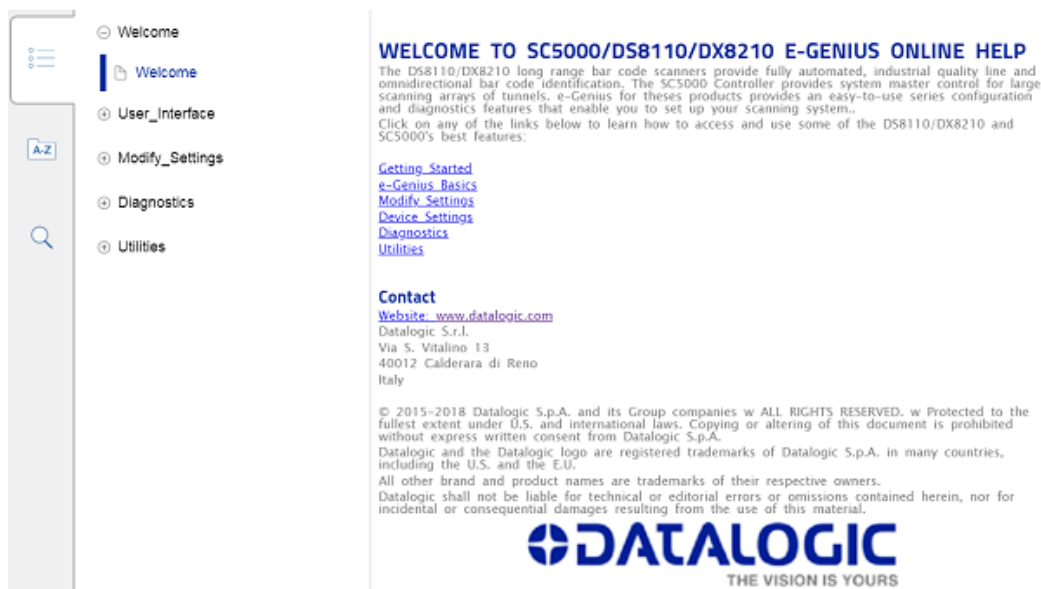 Welcome
Welcome
User_Interface
A-Z
Modify_Settings
Diagnostics
Utilities
WELCOME TO SC5000/DS8110/DX8210 E-GENIUS ONLINE HELP
The DS8110/DX8210 long range bar code scanners provide fully automated, industrial quality line and
omnidirectional bar code identification. The SC5000 Controller provides system master control for large
scanning arrays of tunnels. e-Genius for theses products provides an easy-to-use series configuration
and diagnostics features that enable you to set up your scanning system..
Click on any of the links below to learn how to access and use some of the DS8110/DX8210 and
SC5000's best features:
Getting Started
e-Genius Basics
Modify Settings
Device Settings
Diagnostics
Utilities
Contact
Website: www.datalogic.com
Datalogic S.r.l.
Via S. Vitalino 13
40012 Calderara di Reno
Italy
© 2015-2018 Datalogic S.p.A. and its Group companies w ALL RIGHTS RESERVED. w Protected to the
fullest extent under U.S. and international laws. Copying or altering of this document is prohibited
without express written consent from Datalogic S.p.A.
Datalogic and the Datalogic logo are registered trademarks of Datalogic S.p.A. in many countries,
including the U.S. and the E.U.
All other brand and product names are trademarks of their respective owners.
Datalogic shall not be liable for technical or editorial errors or omissions contained herein, nor for
incidental or consequential damages resulting from the use of this material.
DATALOGIC
THE VISION IS YOURS